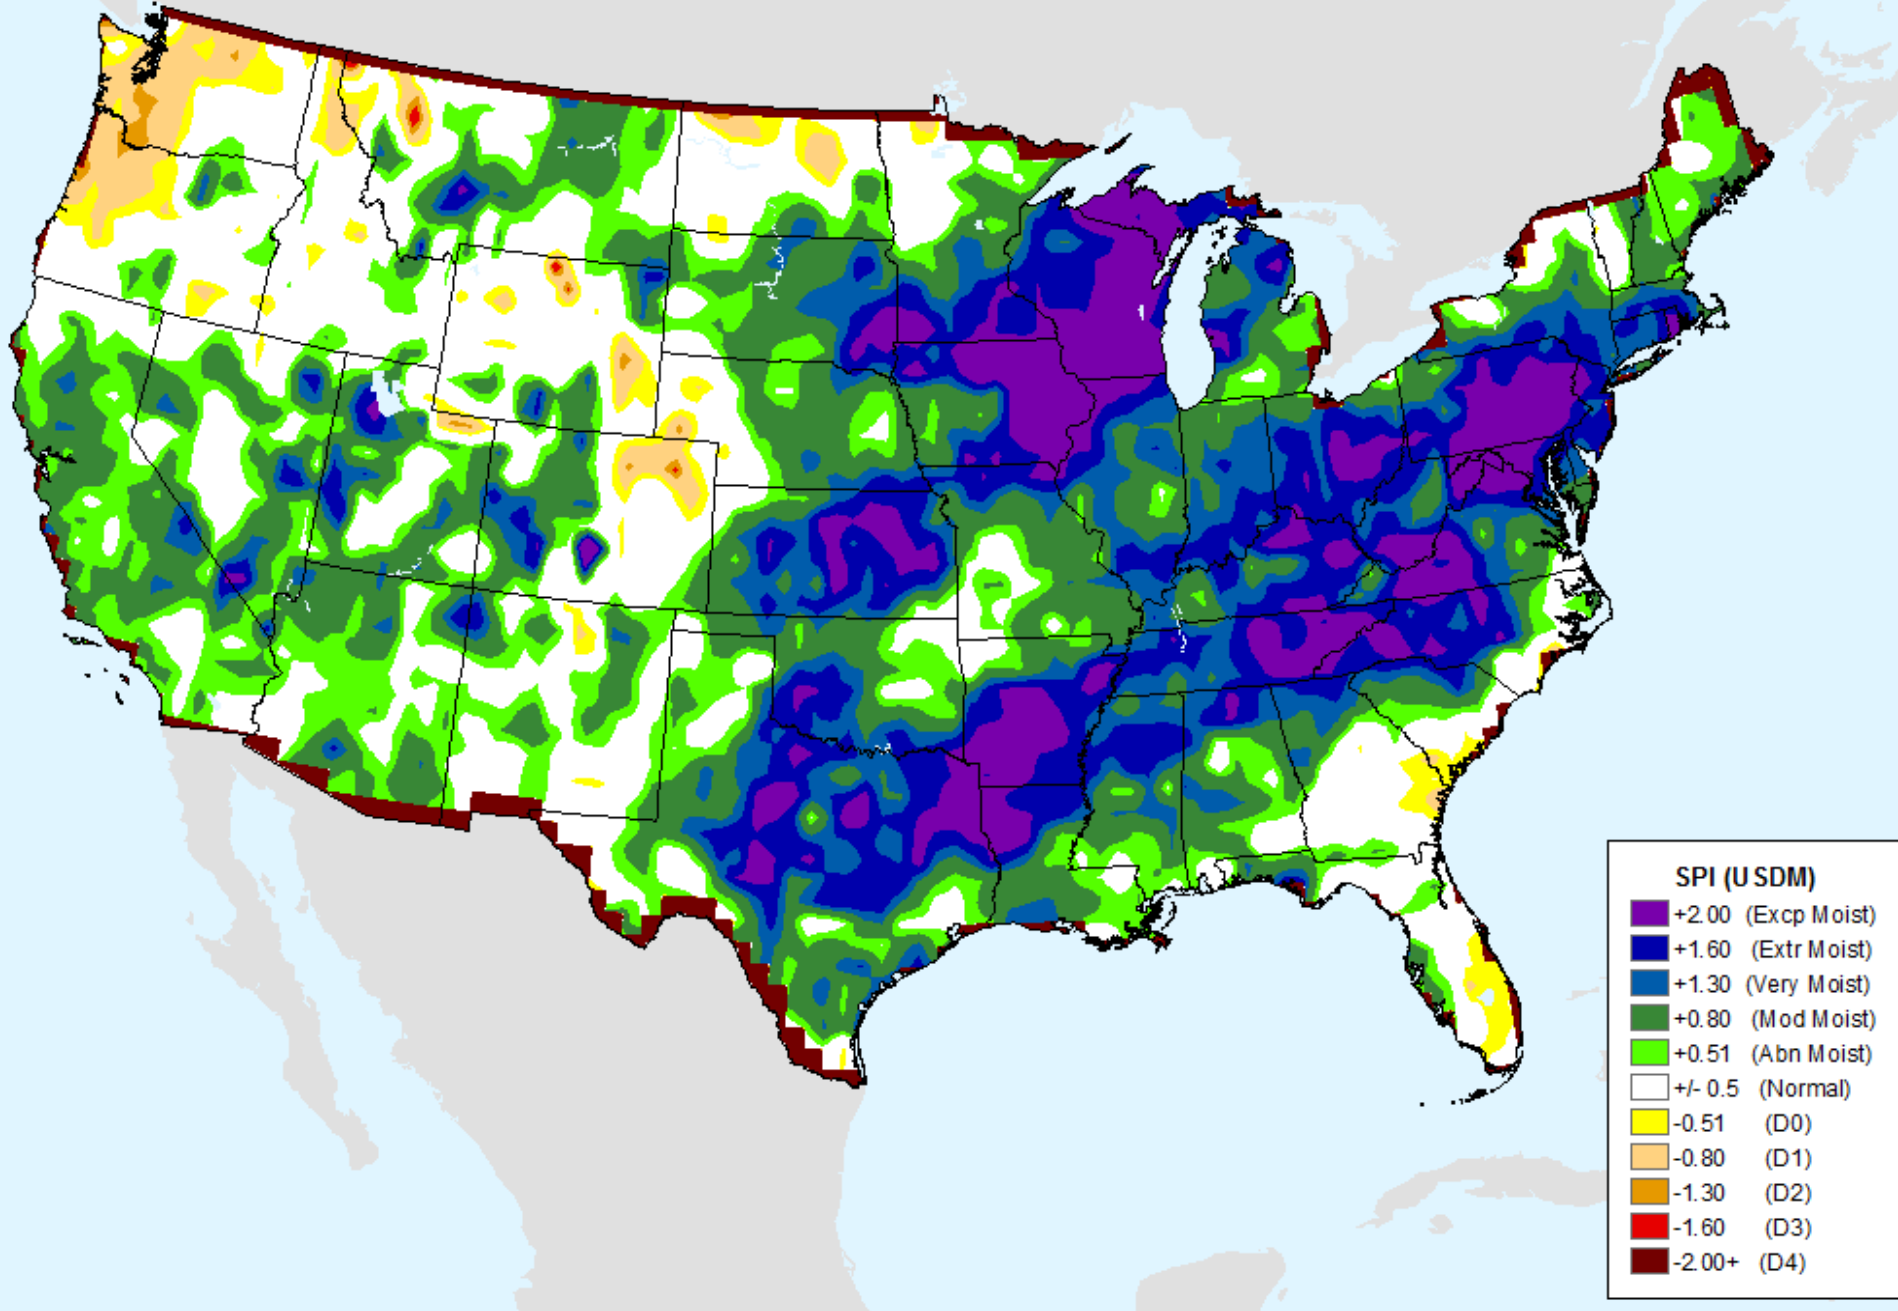 SPI (USDM)
+2.00 (Excp Moist)
+1.60 (Extr Moist)
+1.30 (Very Moist)
+0.80 (Mod Moist)
+0.51 (Abn Moist)
+/- 0.5 (Normal)
-0.51 (D0)
-0.80 (D1)
-1.30 (D2)
-1.60 (D3)
-2.00+ (D4)